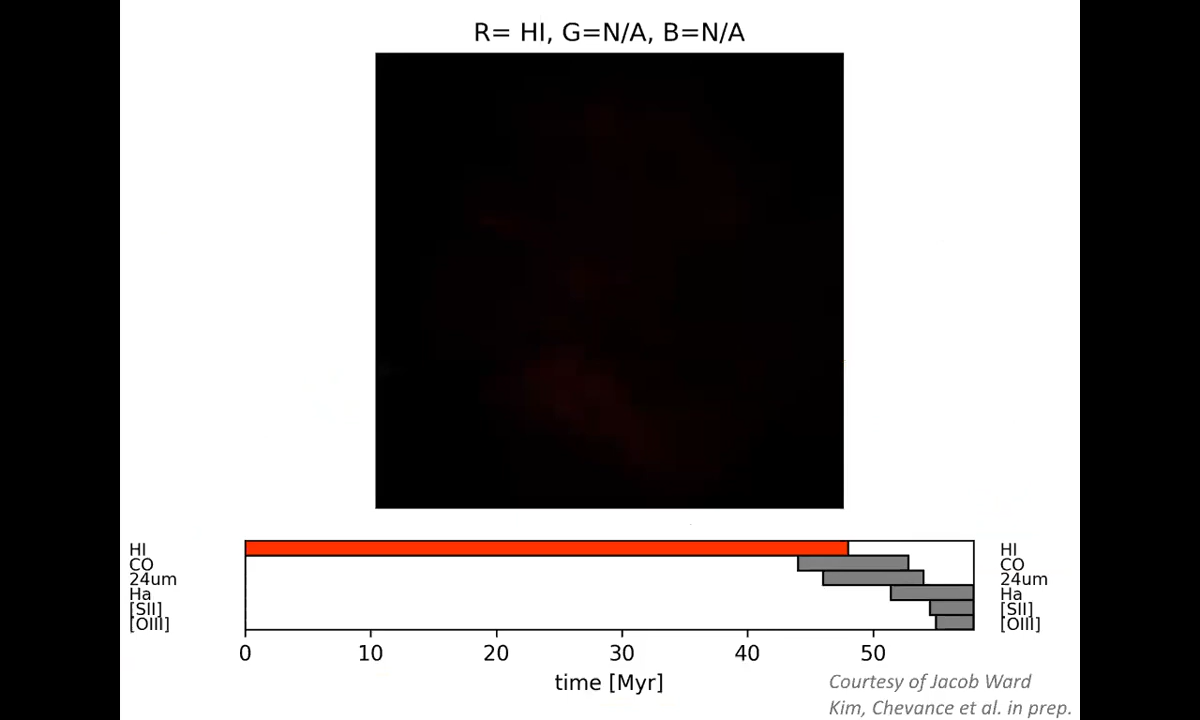 R= HI, G=N/A, B=N/A
HI HI
CO CO
24um 24um
Ha Ha
[SII] [SII]
[OIII] [OIII]
0 10 20 30 40 50
time [Myr]
Courtesy of Jacob Ward
Kim, Chevance et al. in prep.